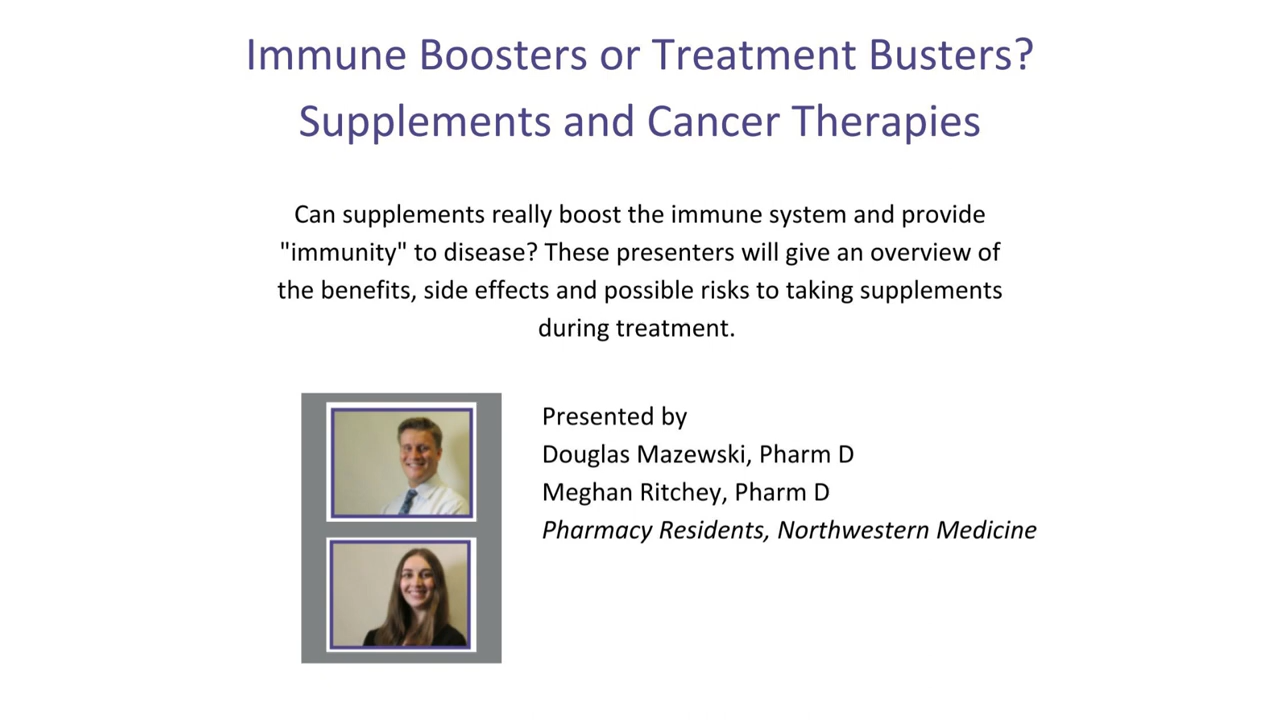 Immune Boosters or Treatment Busters?
Supplements and Cancer Therapies
Can supplements really boost the immune system and provide
"immunity" to disease? These presenters will give an overview of
the benefits, side effects and possible risks to taking supplements
during treatment.
Presented by
Douglas Mazewski, Pharm D
Meghan Ritchey, Pharm D
Pharmacy Residents, Northwestern Medicine